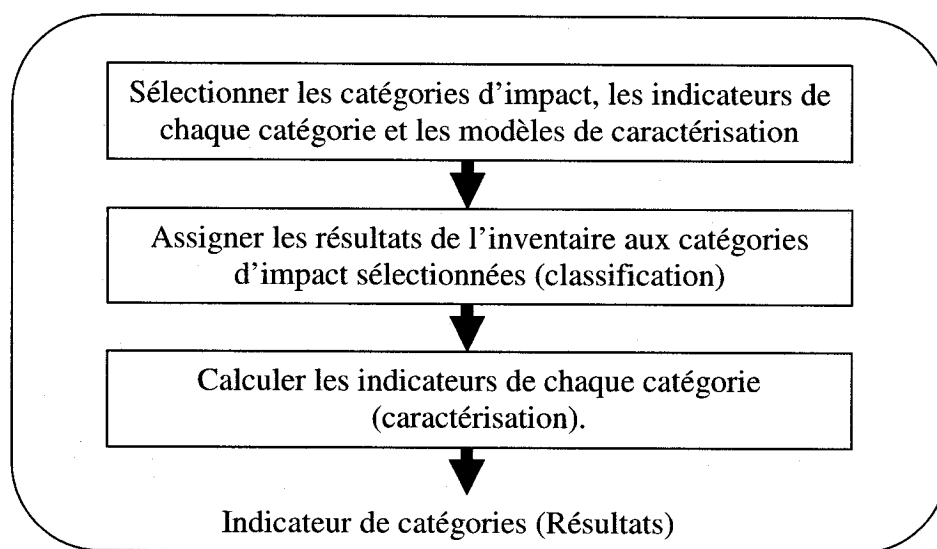 Sélectionner les catégories d'impact, les indicateurs de
chaque catégorie et les modèles de caractérisation
Assigner les résultats de l'inventaire aux catégories
d'impact sélectionnées (classification)
Calculer les indicateurs de chaque catégorie
(caractérisation).
Indicateur de catégories (Résultats)